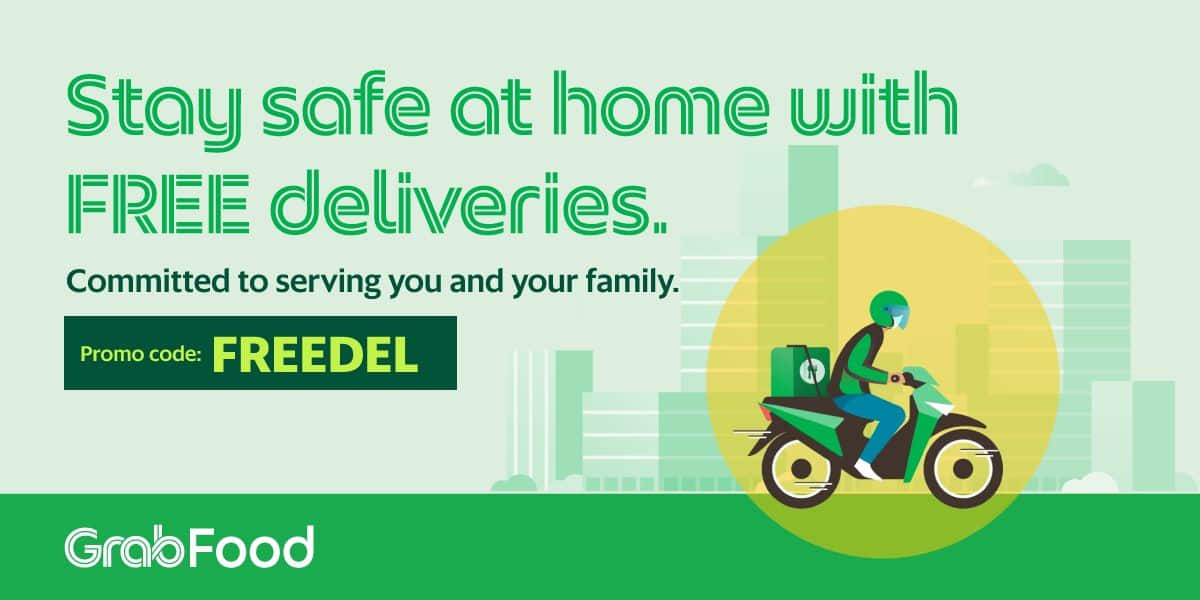 Stay safe at home with
FREE deliveries.
Committed to serving you and your family.
Promo code: FREEDEL
GrabFood